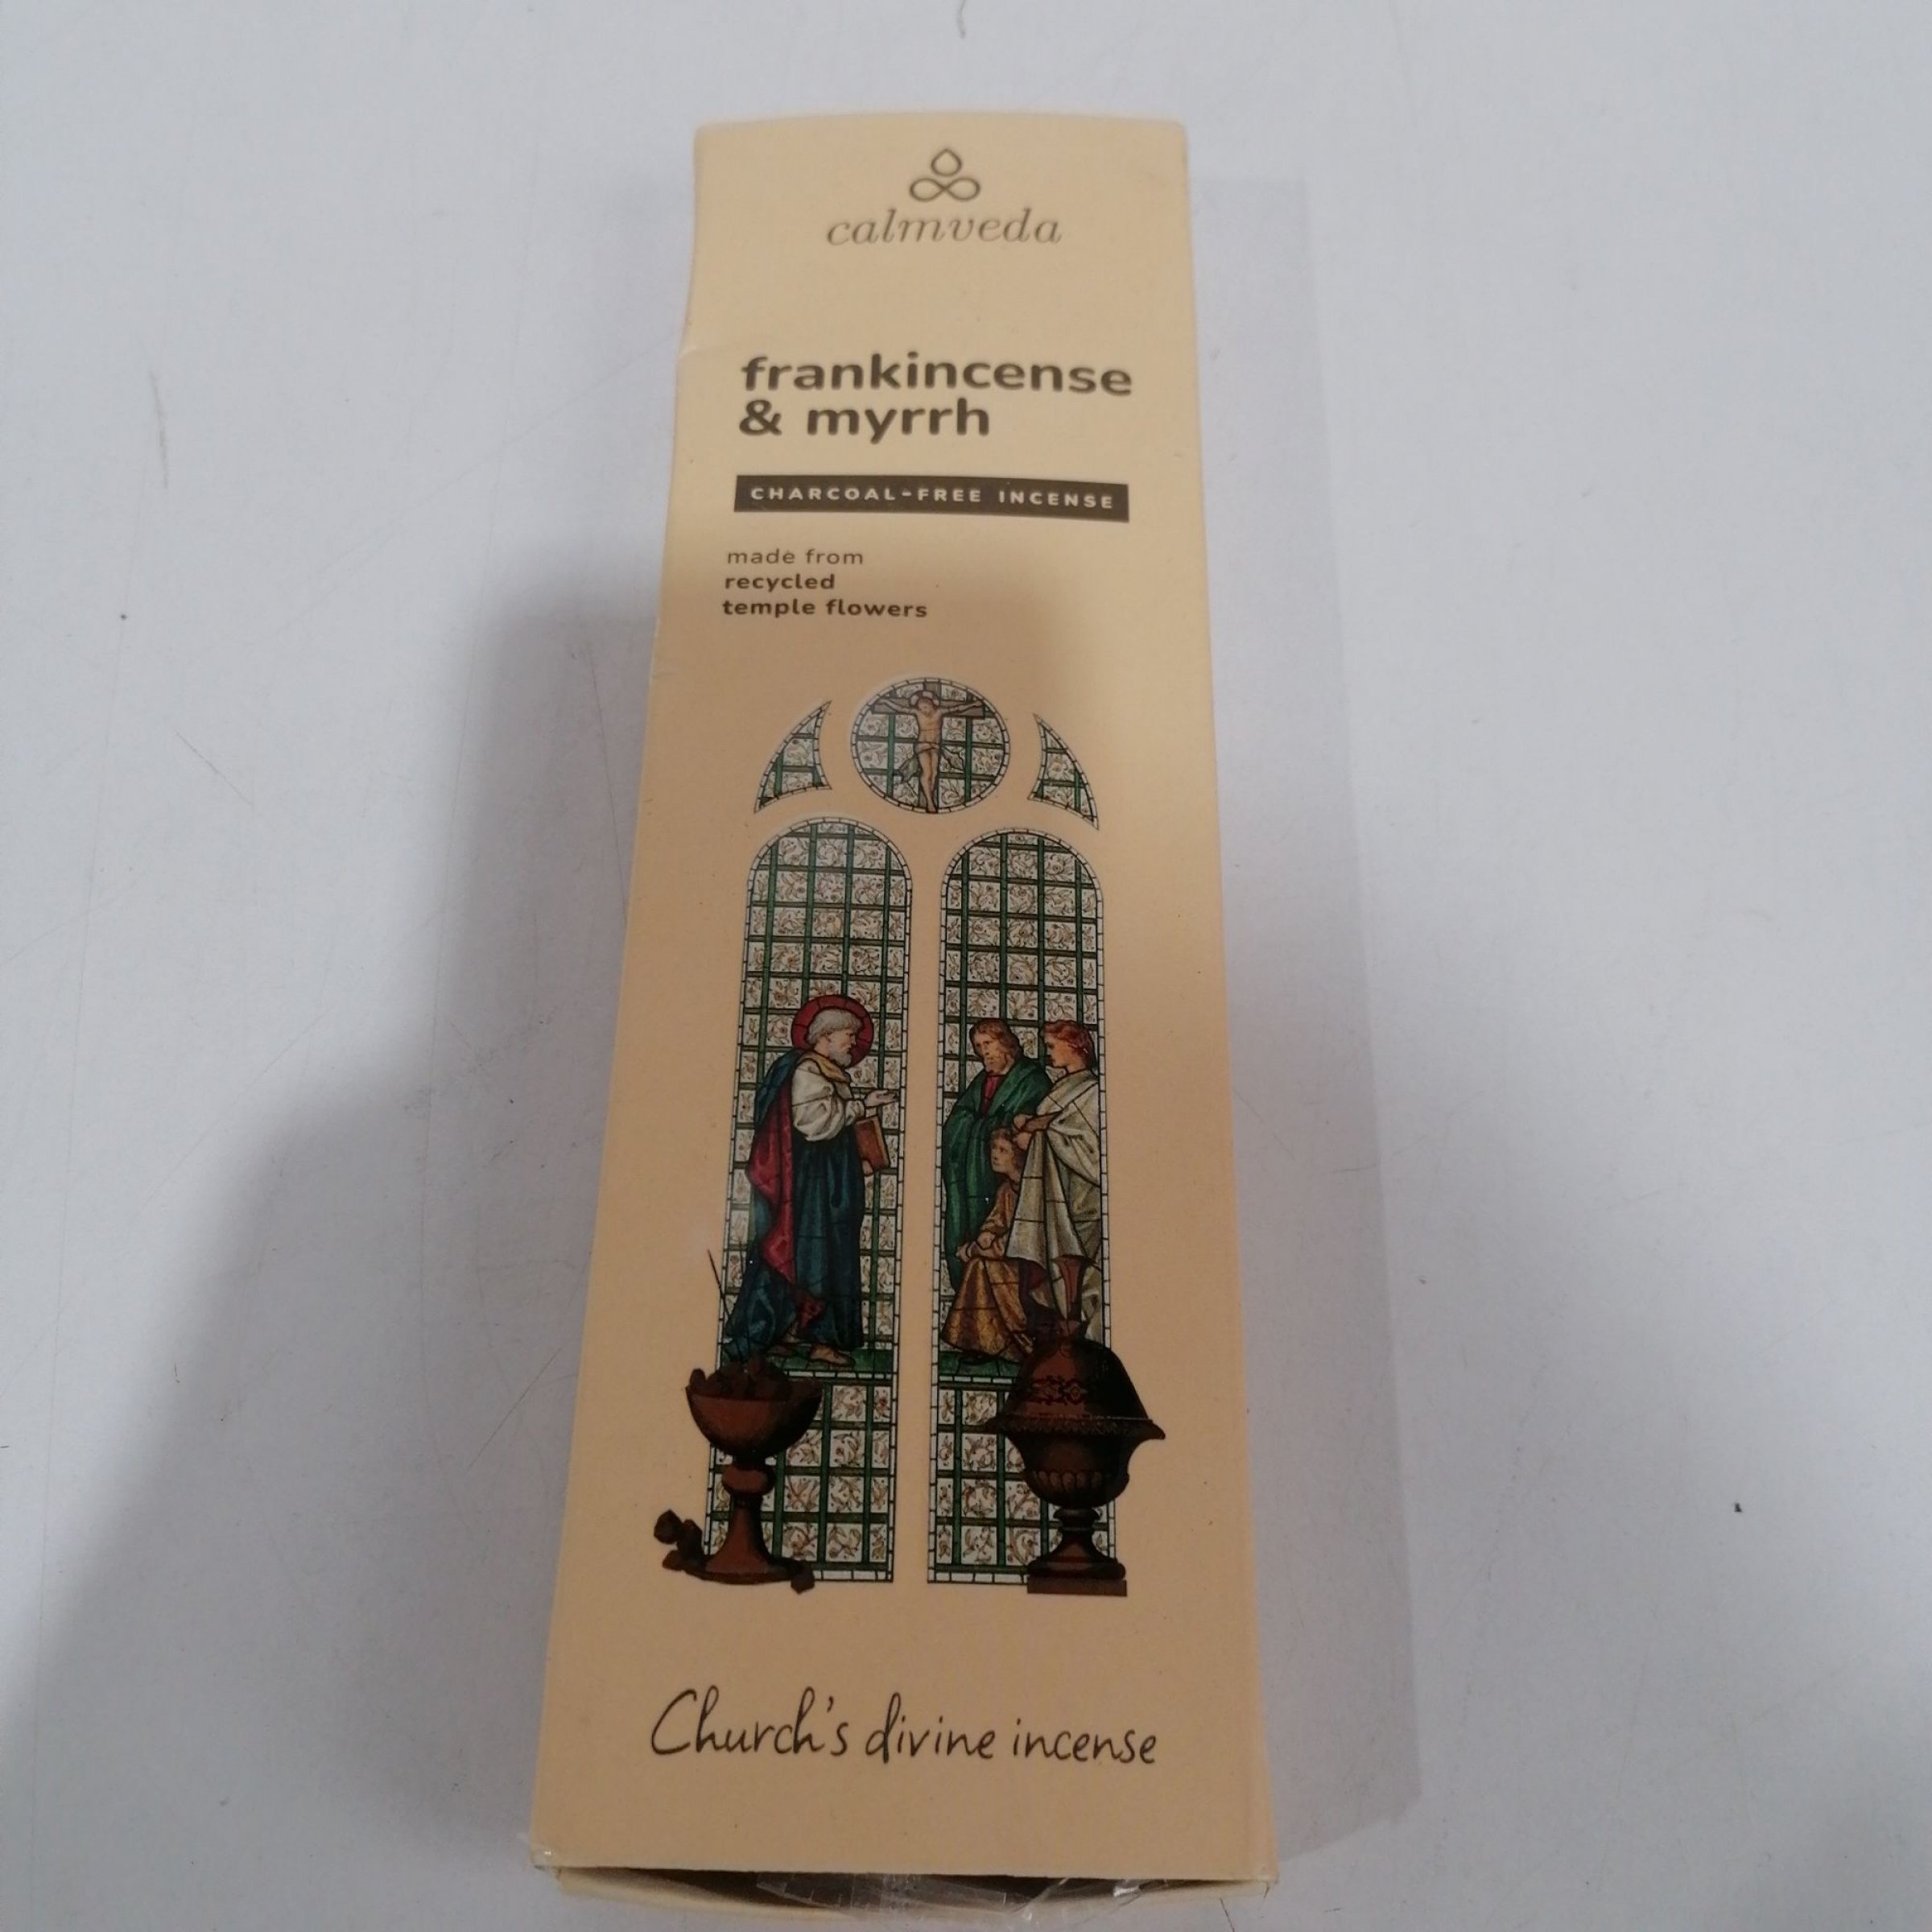 calmveda
frankincense
& myrrh
CHARCOAL-FREE INCENSE
made from
recycled
temple flowers
Church's divine incense